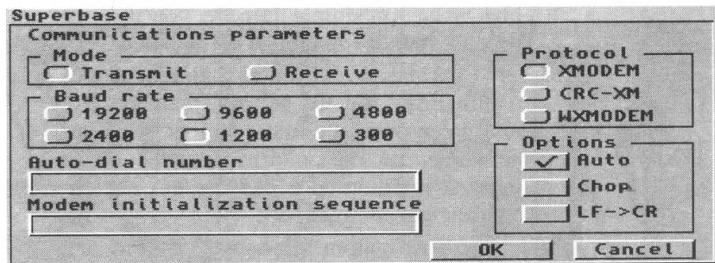 Superbase
Communications parameters
Mode
Transmit Receive
Baud rate
19200 9600 4800
2400 1200 300
Auto-dial number
Modem initialization sequence
Protocol
XMODEM
CRC-XM
WXMODEM
Options
Auto
Chop
LF->CR
OK Cancel